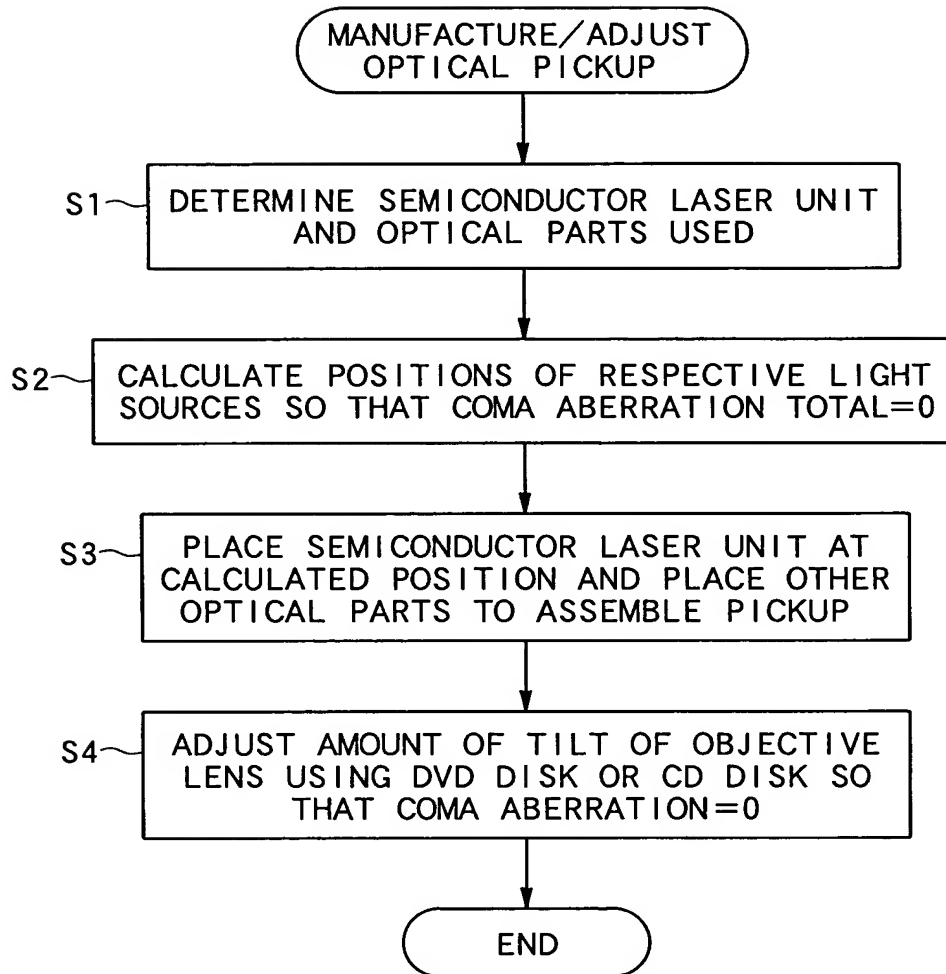 MANUFACTURE/ADJUST
OPTICAL PICKUP
S1
DETERMINE SEMICONDUCTOR LASER UNIT
AND OPTICAL PARTS USED
S2
CALCULATE POSITIONS OF RESPECTIVE LIGHT
SOURCES SO THAT COMA ABERRATION TOTAL=0
S3
PLACE SEMICONDUCTOR LASER UNIT AT
CALCULATED POSITION AND PLACE OTHER
OPTICAL PARTS TO ASSEMBLE PICKUP
S4
ADJUST AMOUNT OF TILT OF OBJECTIVE
LENS USING DVD DISK OR CD DISK SO
THAT COMA ABERRATION=0
END